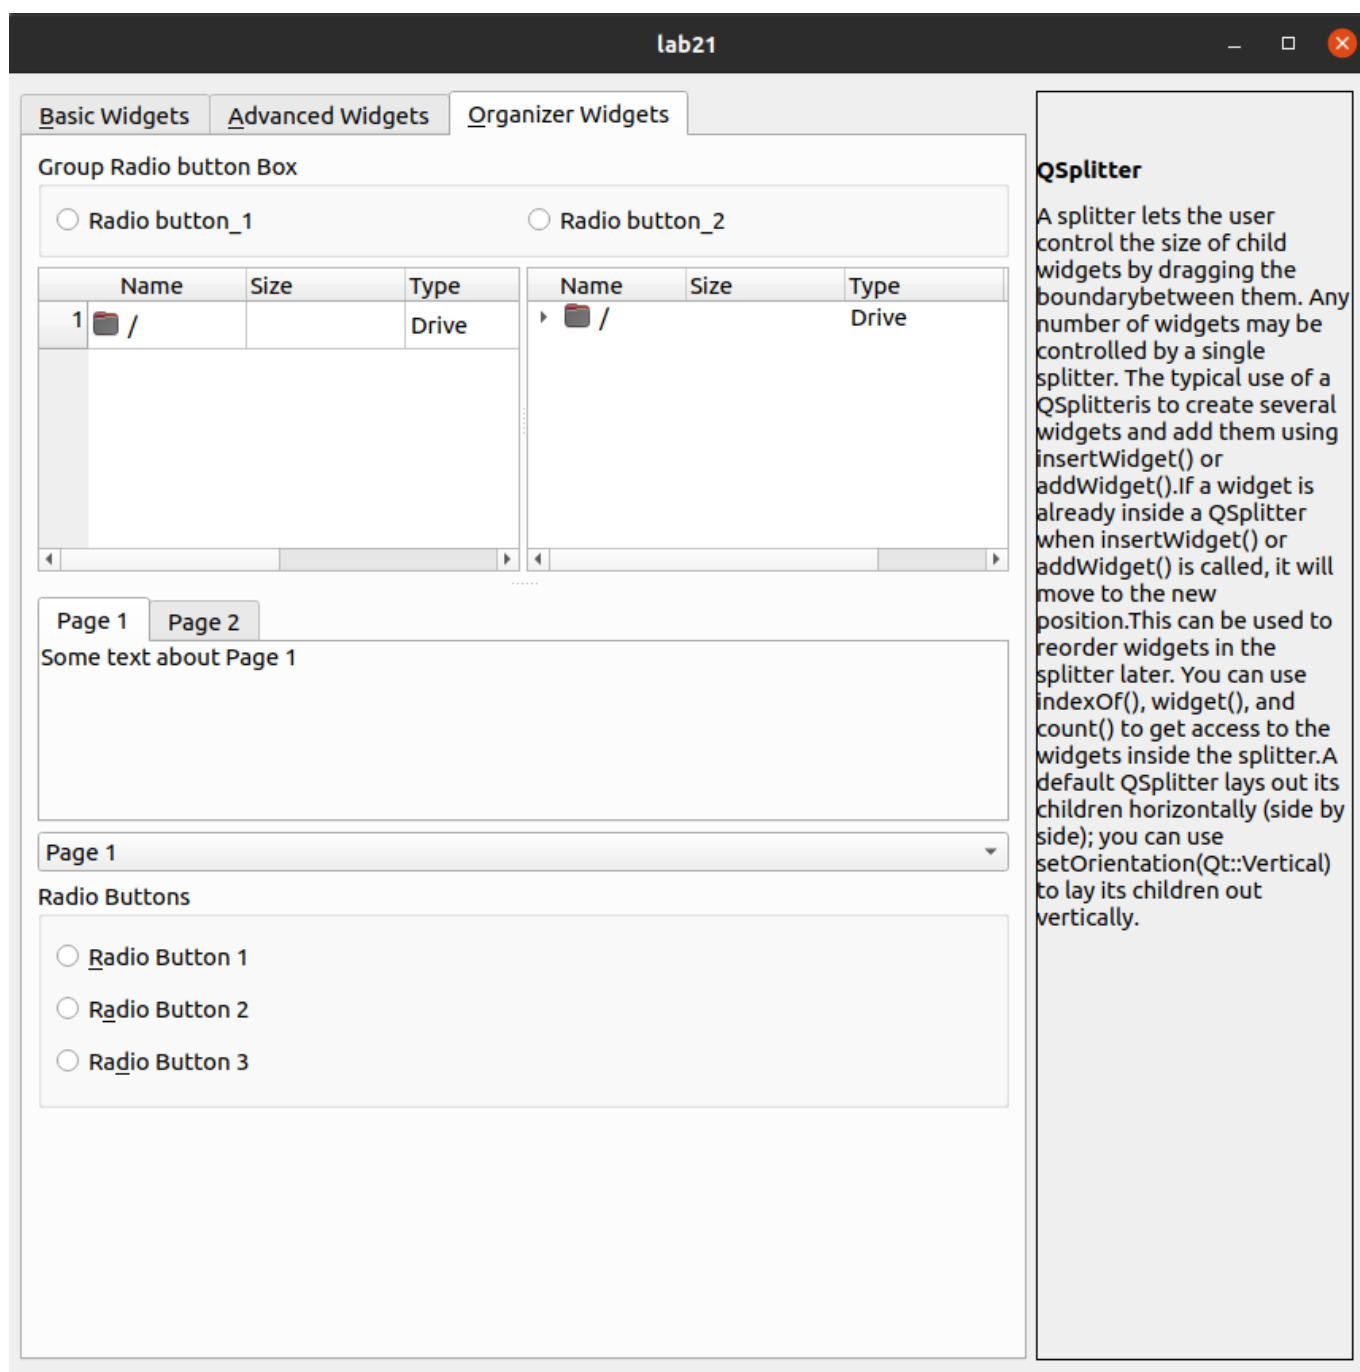 lab21
Basic Widgets
Advanced Widgets
Organizer Widgets
Group Radio button Box
Radio button_1
Radio button_2
Name Size Type
1 / Drive
Name Size Type
/ Drive
Page 1
Page 2
Some text about Page 1
Page 1
Radio Buttons
Radio Button 1
Radio Button 2
Radio Button 3
QSplitter
A splitter lets the user
control the size of child
widgets by dragging the
boundarybetween them. Any
number of widgets may be
controlled by a single
splitter. The typical use of a
QSplitteris to create several
widgets and add them using
insertWidget() or
addWidget().If a widget is
already inside a QSplitter
when insertWidget() or
addWidget() is called, it will
move to the new
position.This can be used to
reorder widgets in the
splitter later. You can use
indexOf(), widget(), and
count() to get access to the
widgets inside the splitter.A
default QSplitter lays out its
children horizontally (side by
side); you can use
setOrientation(Qt::Vertical)
to lay its children out
vertically.